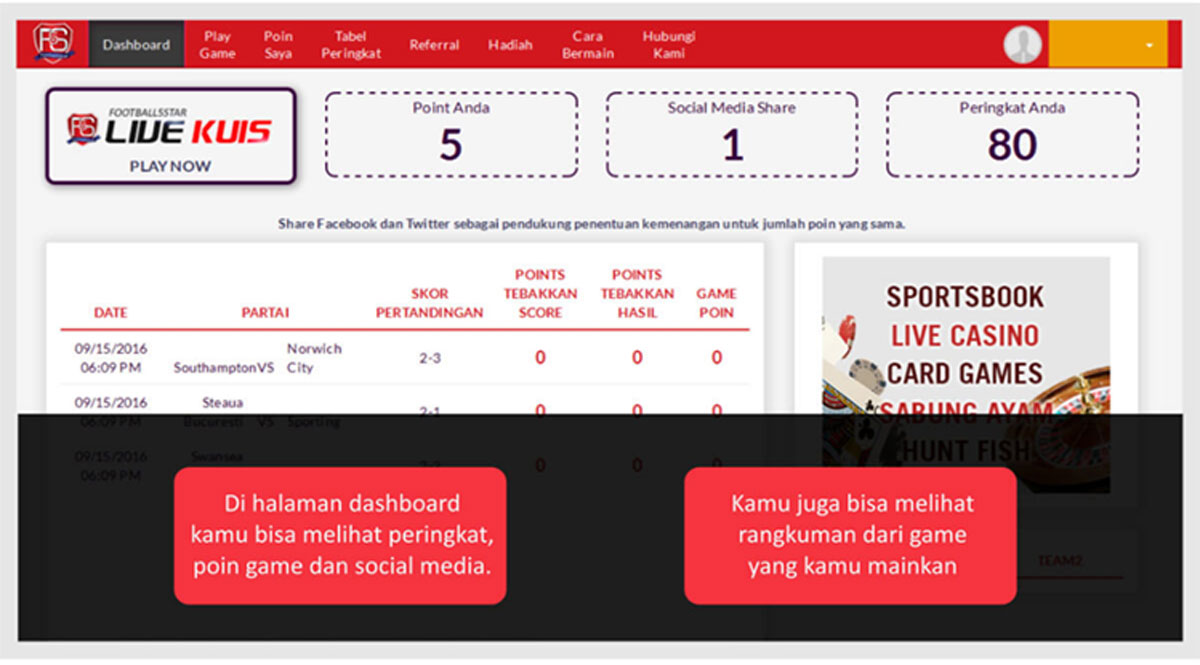 FS
Dashboard
Play
Game
Poin
Saya
Tabel
Peringkat
Referral
Hadiah
Cara
Bermain
Hubungi
Kami
FOOTBALLSSTAR
LIVE KUIS
PLAY NOW
Point Anda
5
Social Media Share
1
Peringkat Anda
80
Share Facebook dan Twitter sebagai pendukung penentuan kemenangan untuk jumlah poin yang sama.
DATE
PARTAI
SKOR
PERTANDINGAN
POINTS
TEBAKKAN
SCORE
POINTS
TEBAKKAN
HASIL
GAME
POIN
09/15/2016
06:09 PM
Southampton VS Norwich
City
2-3
0
0
0
09/15/2016
06:09 PM
Steaua
Bacuresti VS Sporting
2-1
0
0
0
09/15/2016
06:09 PM
Swansea
0
0
0
SPORTSBOOK
LIVE CASINO
CARD GAMES
SABUNG AYAM
HUNT FISH
TEAM2
Di halaman dashboard
kamu bisa melihat peringkat,
poin game dan social media.
Kamu juga bisa melihat
rangkuman dari game
yang kamu mainkan